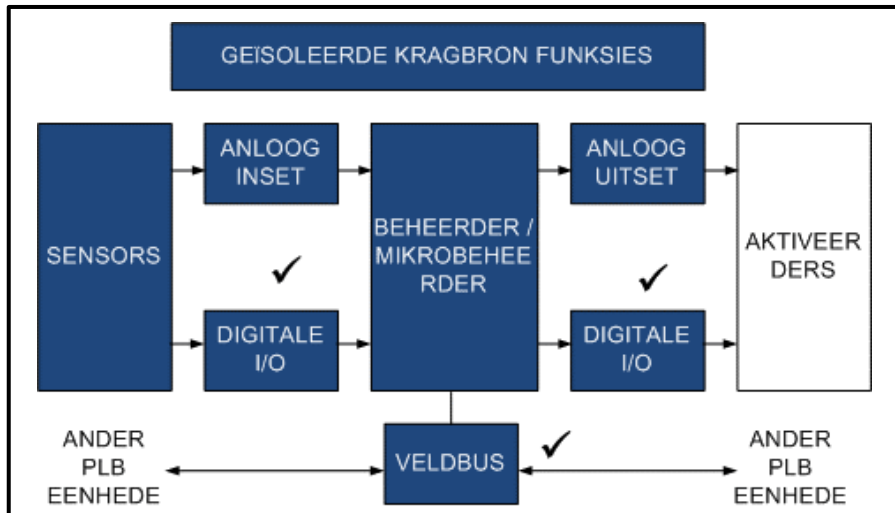 GEÏSOLEERDE KRAGBRON FUNKSIES
SENSORS
ANLOOG
INSET
DIGITALE
I/O
BEHEERDER /
MIKROBEHEE
RDER
ANLOOG
UITSET
DIGITALE
I/O
AKTIVEER
DERS
ANDER
PLB
EENHEDE
VELDBUS
ANDER
PLB
EENHEDE